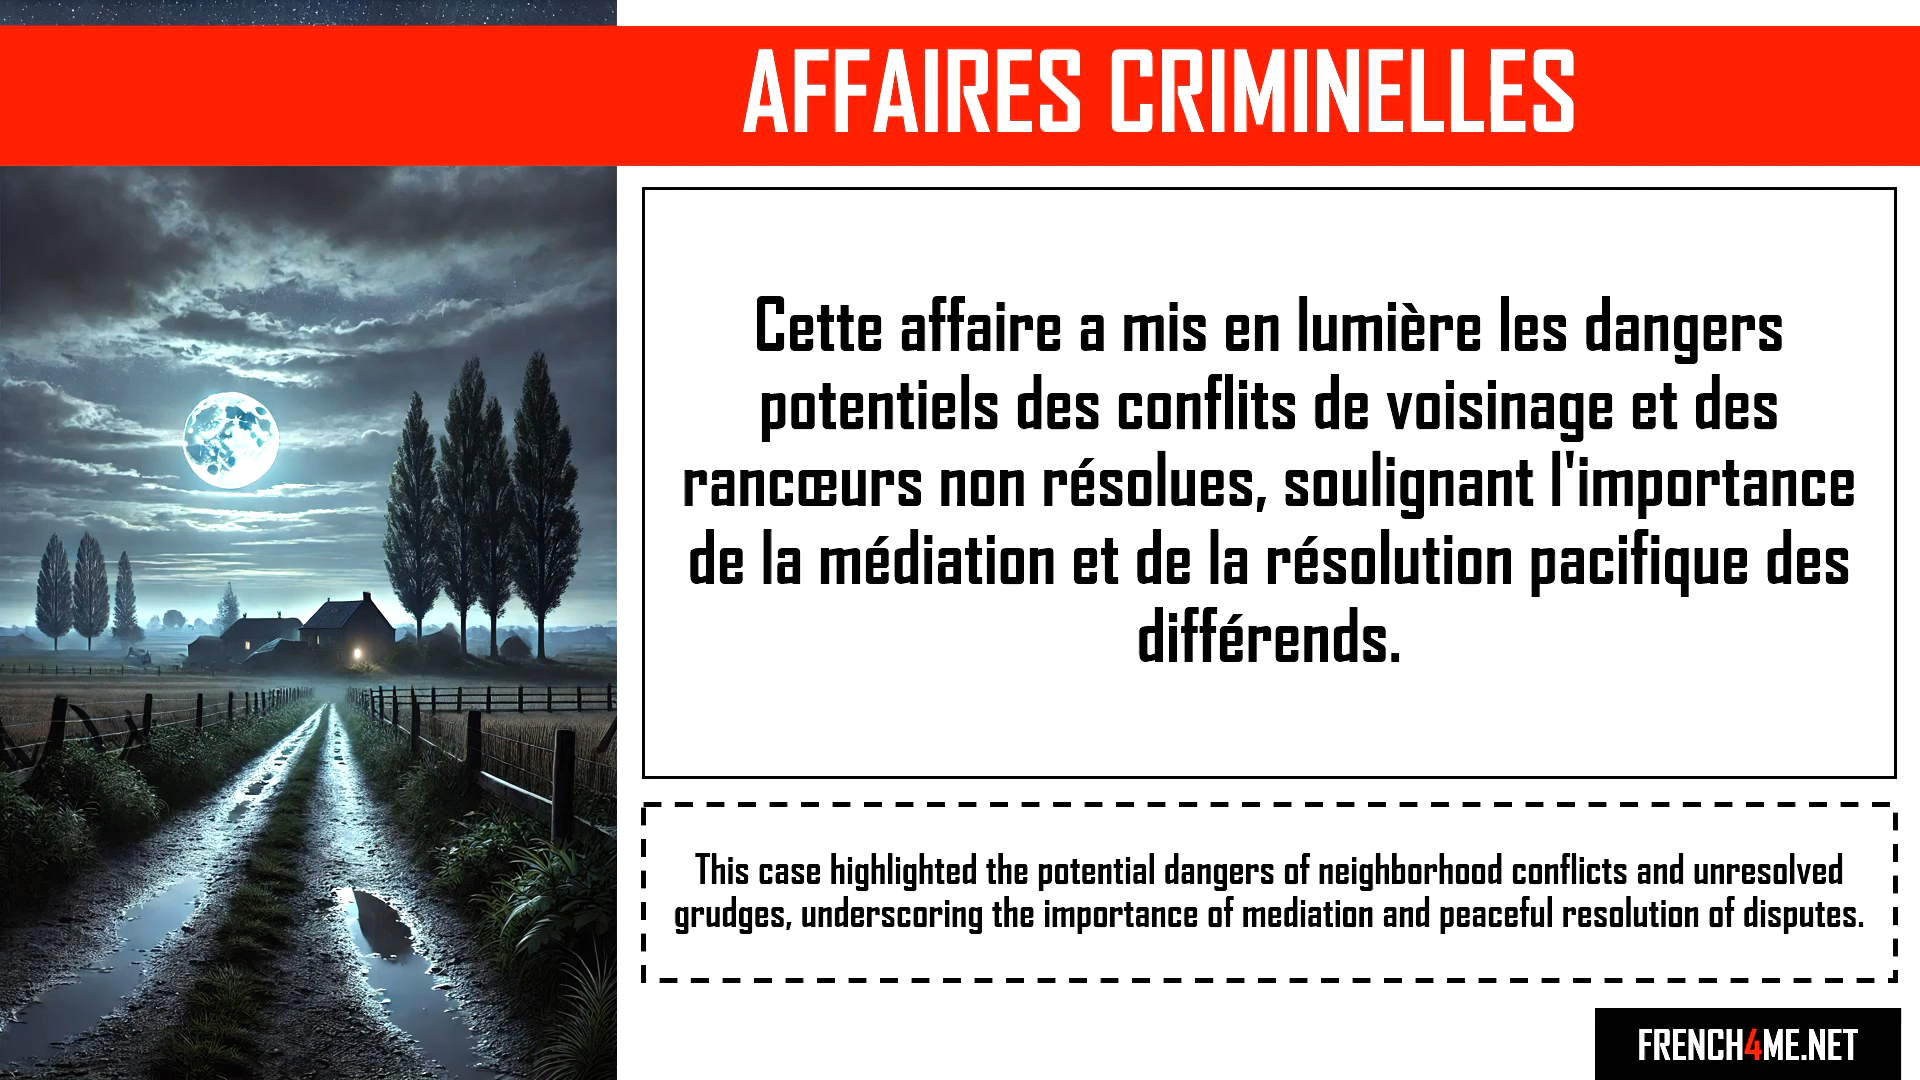 AFFAIRES CRIMINELLES
Cette affaire a mis en lumière les dangers
potentiels des conflits de voisinage et des
rancœurs non résolues, soulignant l'importance
de la médiation et de la résolution pacifique des
différends.
This case highlighted the potential dangers of neighborhood conflicts and unresolved
grudges, underscoring the importance of mediation and peaceful resolution of disputes.
FRENCH4ME.NET